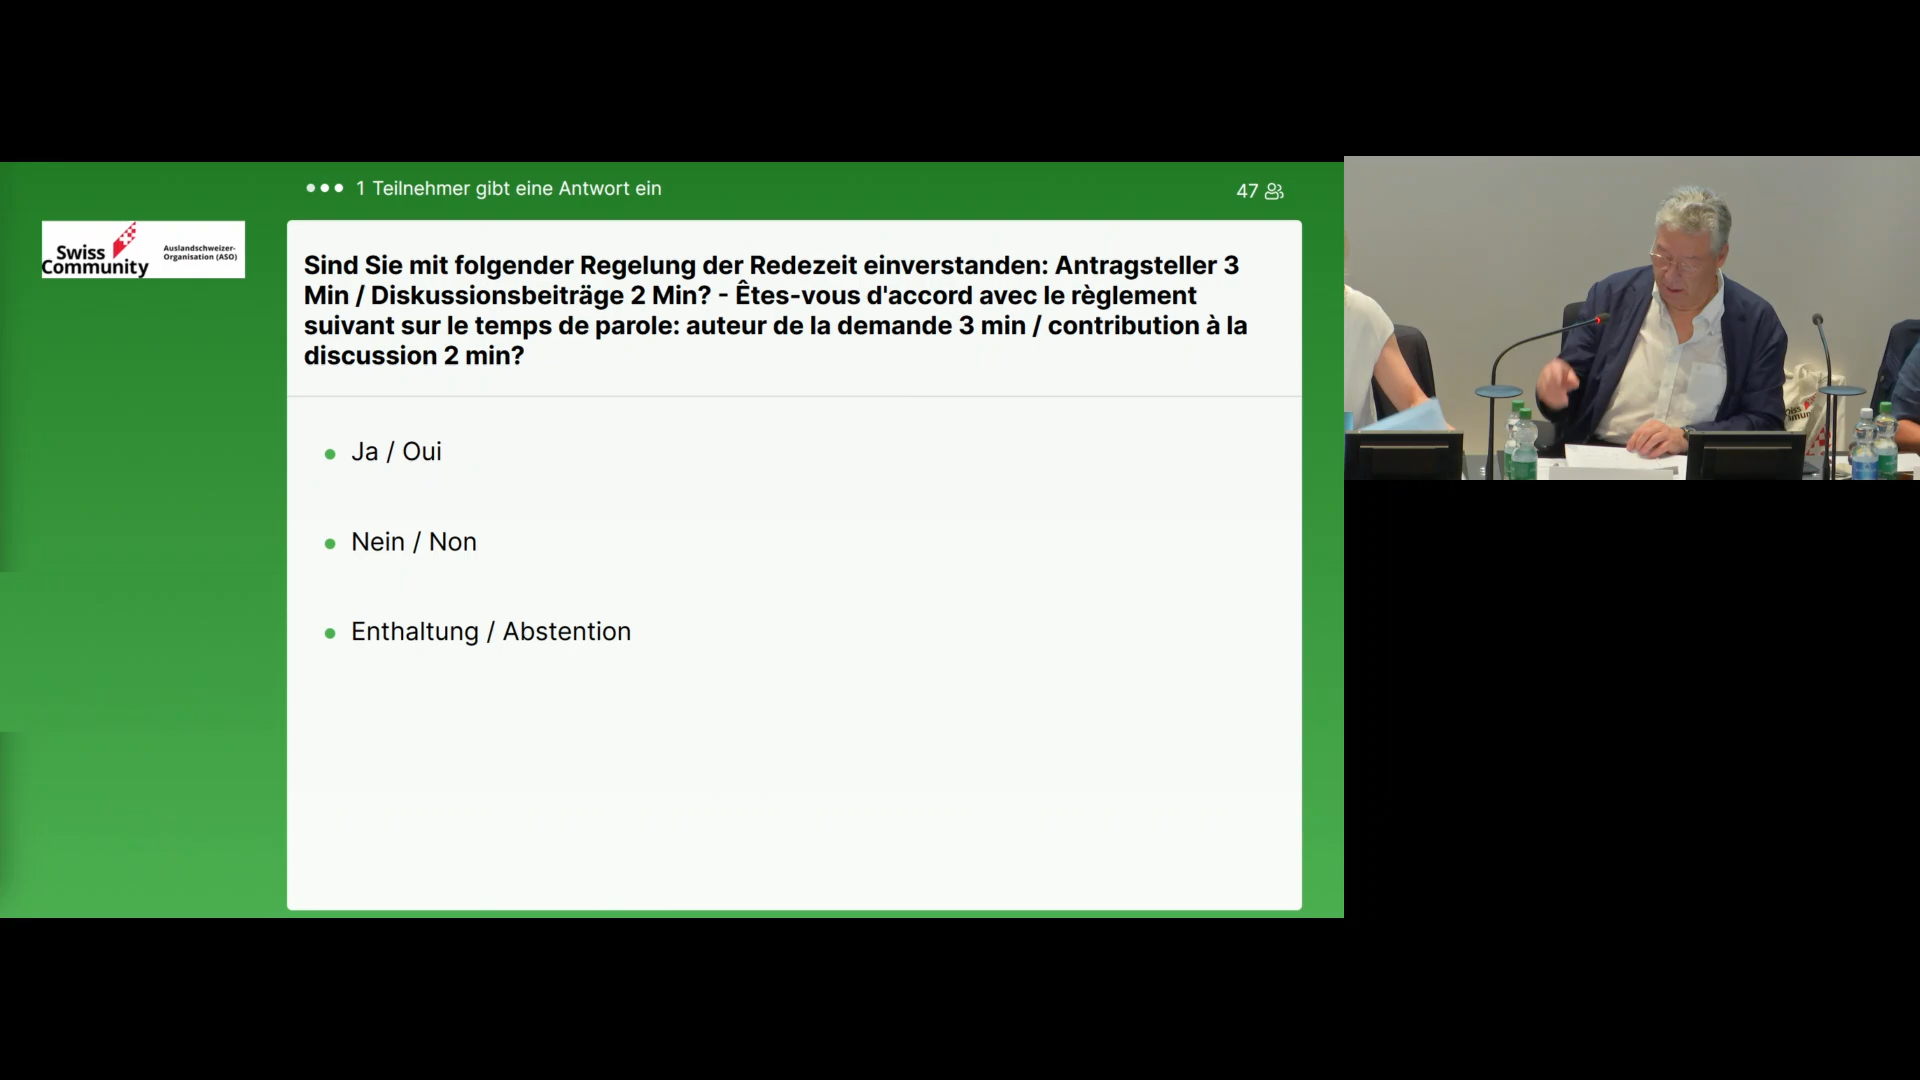 1 Teilnehmer gibt eine Antwort ein
47
Swiss
Community
Auslandschweizer-
Organisation (ASO)
Sind Sie mit folgender Regelung der Redezeit einverstanden: Antragsteller 3
Min / Diskussionsbeiträge 2 Min? - Êtes-vous d'accord avec le règlement
suivant sur le temps de parole: auteur de la demande 3 min / contribution à la
discussion 2 min?
Ja / Oui
Nein / Non
Enthaltung / Abstention